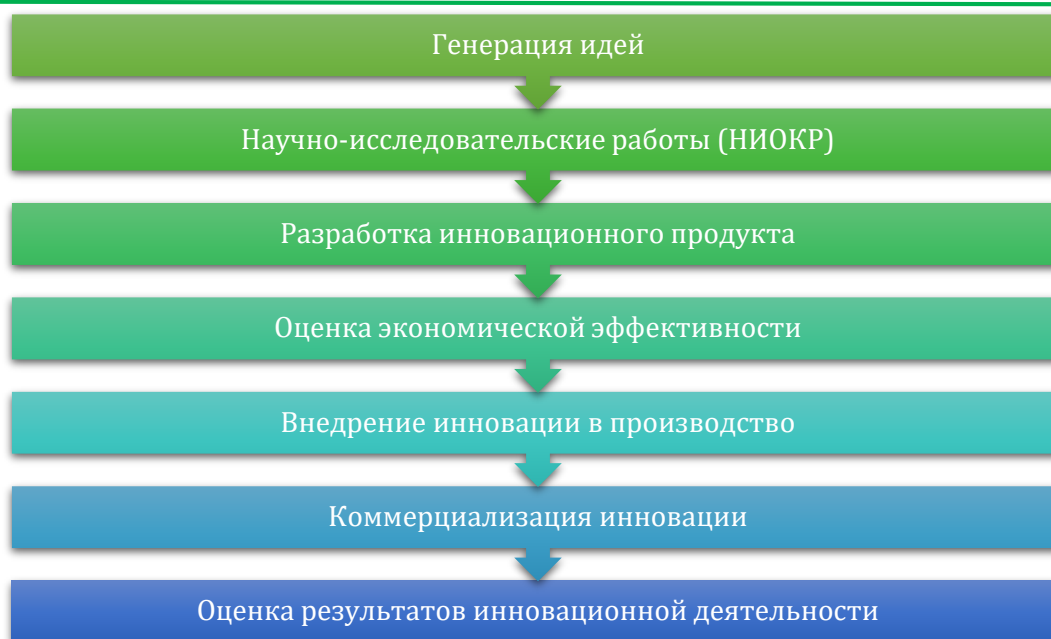 Генерация идей
Научно-исследовательские работы (НИОКР)
Разработка инновационного продукта
Оценка экономической эффективности
Внедрение инновации в производство
Коммерциализация инновации
Оценка результатов инновационной деятельности